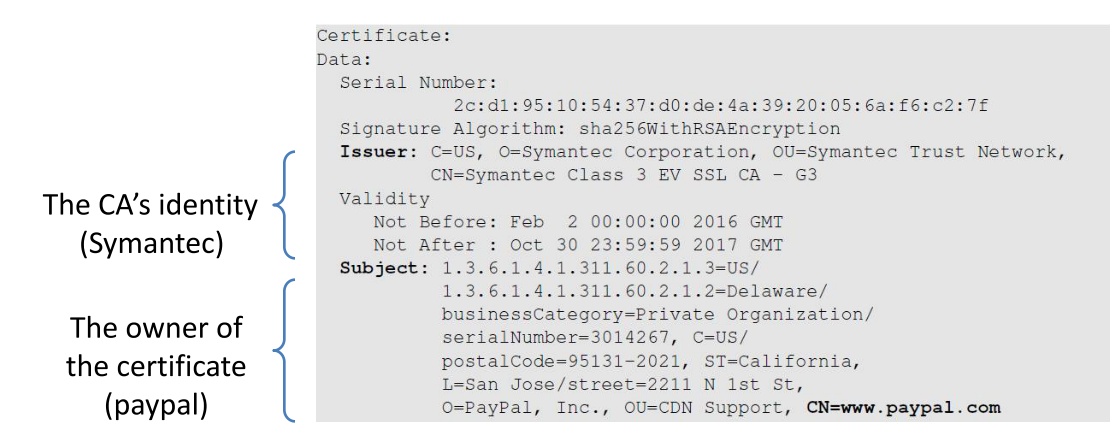 Certificate:
Data:
Serial Number:
2c:d1:95:10:54:37:d0:de:4a:39:20:05:6a:f6:c2:7f
Signature Algorithm: sha256WithRSAEncryption
Issuer: C=US, O=Symantec Corporation, OU=Symantec Trust Network,
CN=Symantec Class 3 EV SSL CA - G3
Validity
Not Before: Feb  2 00:00:00 2016 GMT
Not After : Oct 30 23:59:59 2017 GMT
The CA’s identity
(Symantec)
Subject: 1.3.6.1.4.1.311.60.2.1.3=US/
1.3.6.1.4.1.311.60.2.1.2=Delaware/
businessCategory=Private Organization/
serialNumber=3014267, C=US/
postalCode=95131-2021, ST=California,
L=San Jose/street=2211 N 1st St,
O=PayPal, Inc., OU=CDN Support, CN=www.paypal.com
The owner of
the certificate
(paypal)